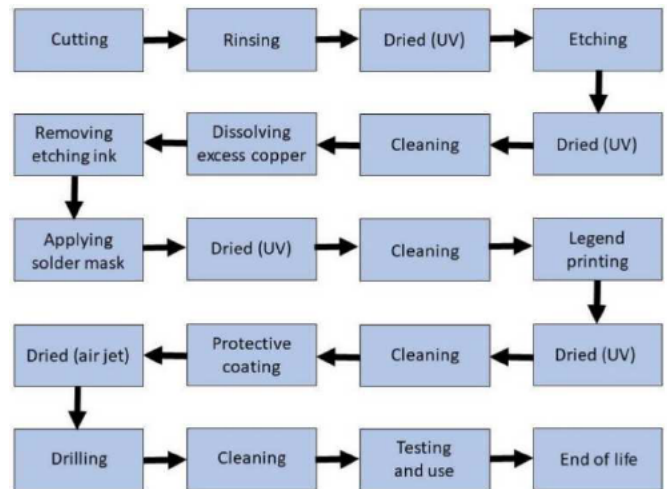 Cutting
Rinsing
Dried (UV)
Etching
Dried (UV)
Cleaning
Dissolving
excess copper
Removing
etching ink
Applying
solder mask
Dried (UV)
Cleaning
Legend
printing
Dried (UV)
Cleaning
Protective
coating
Dried (air jet)
Drilling
Cleaning
Testing
and use
End of life